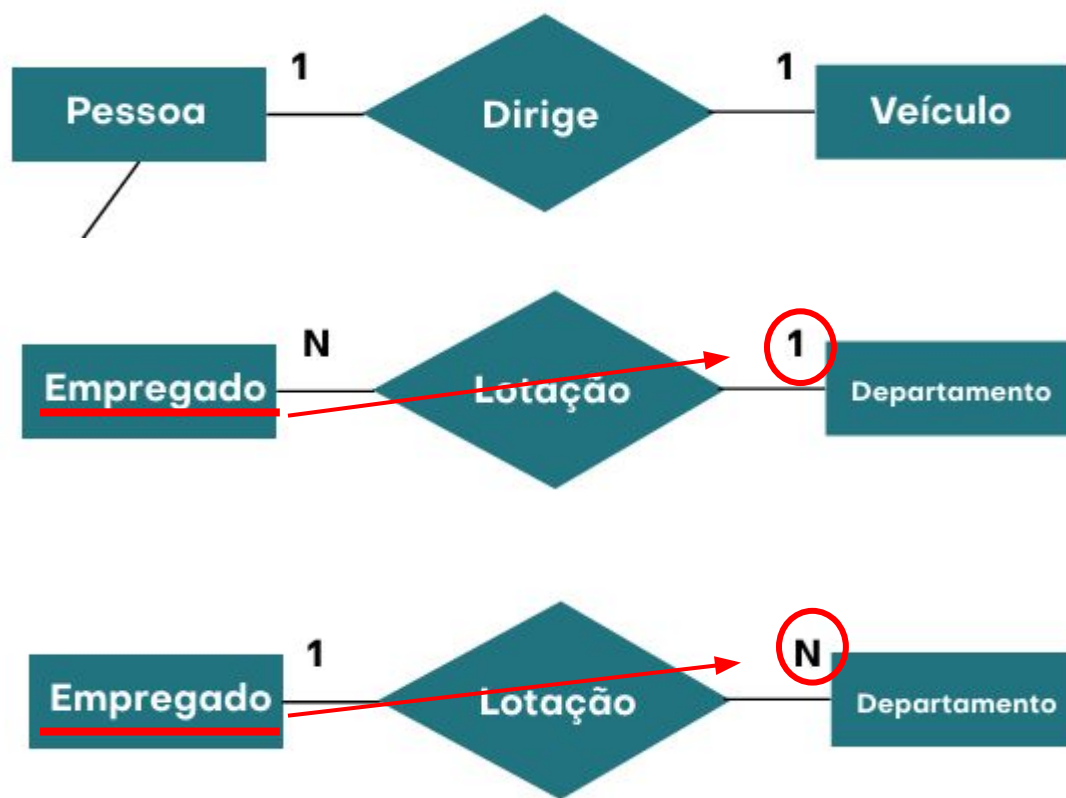 1 1
Pessoa Dirige Veículo
N 1
Empregado Lotação Departamento
1 N
Empregado Lotação Departamento